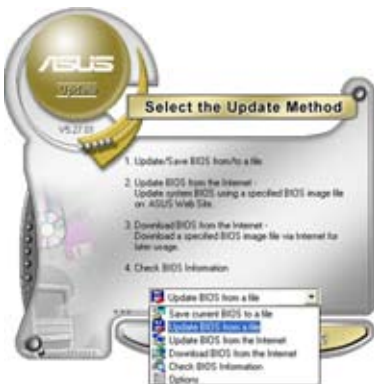 ASUS
Update
V5.27.01
Select the Update Method
1. Update/Save BIOS from/to a file
2. Update BIOS from the Internet -
Update system BIOS using a specified BIOS image file
on ASUS Web Site.
3. Download BIOS from the Internet -
Download a specified BIOS image file via Internet for
later usage.
4. Check BIOS Information
Update BIOS from a file
Save current BIOS to a file
Update BIOS from a file
Update BIOS from the Internet
Download BIOS from the Internet
Check BIOS Information
Options